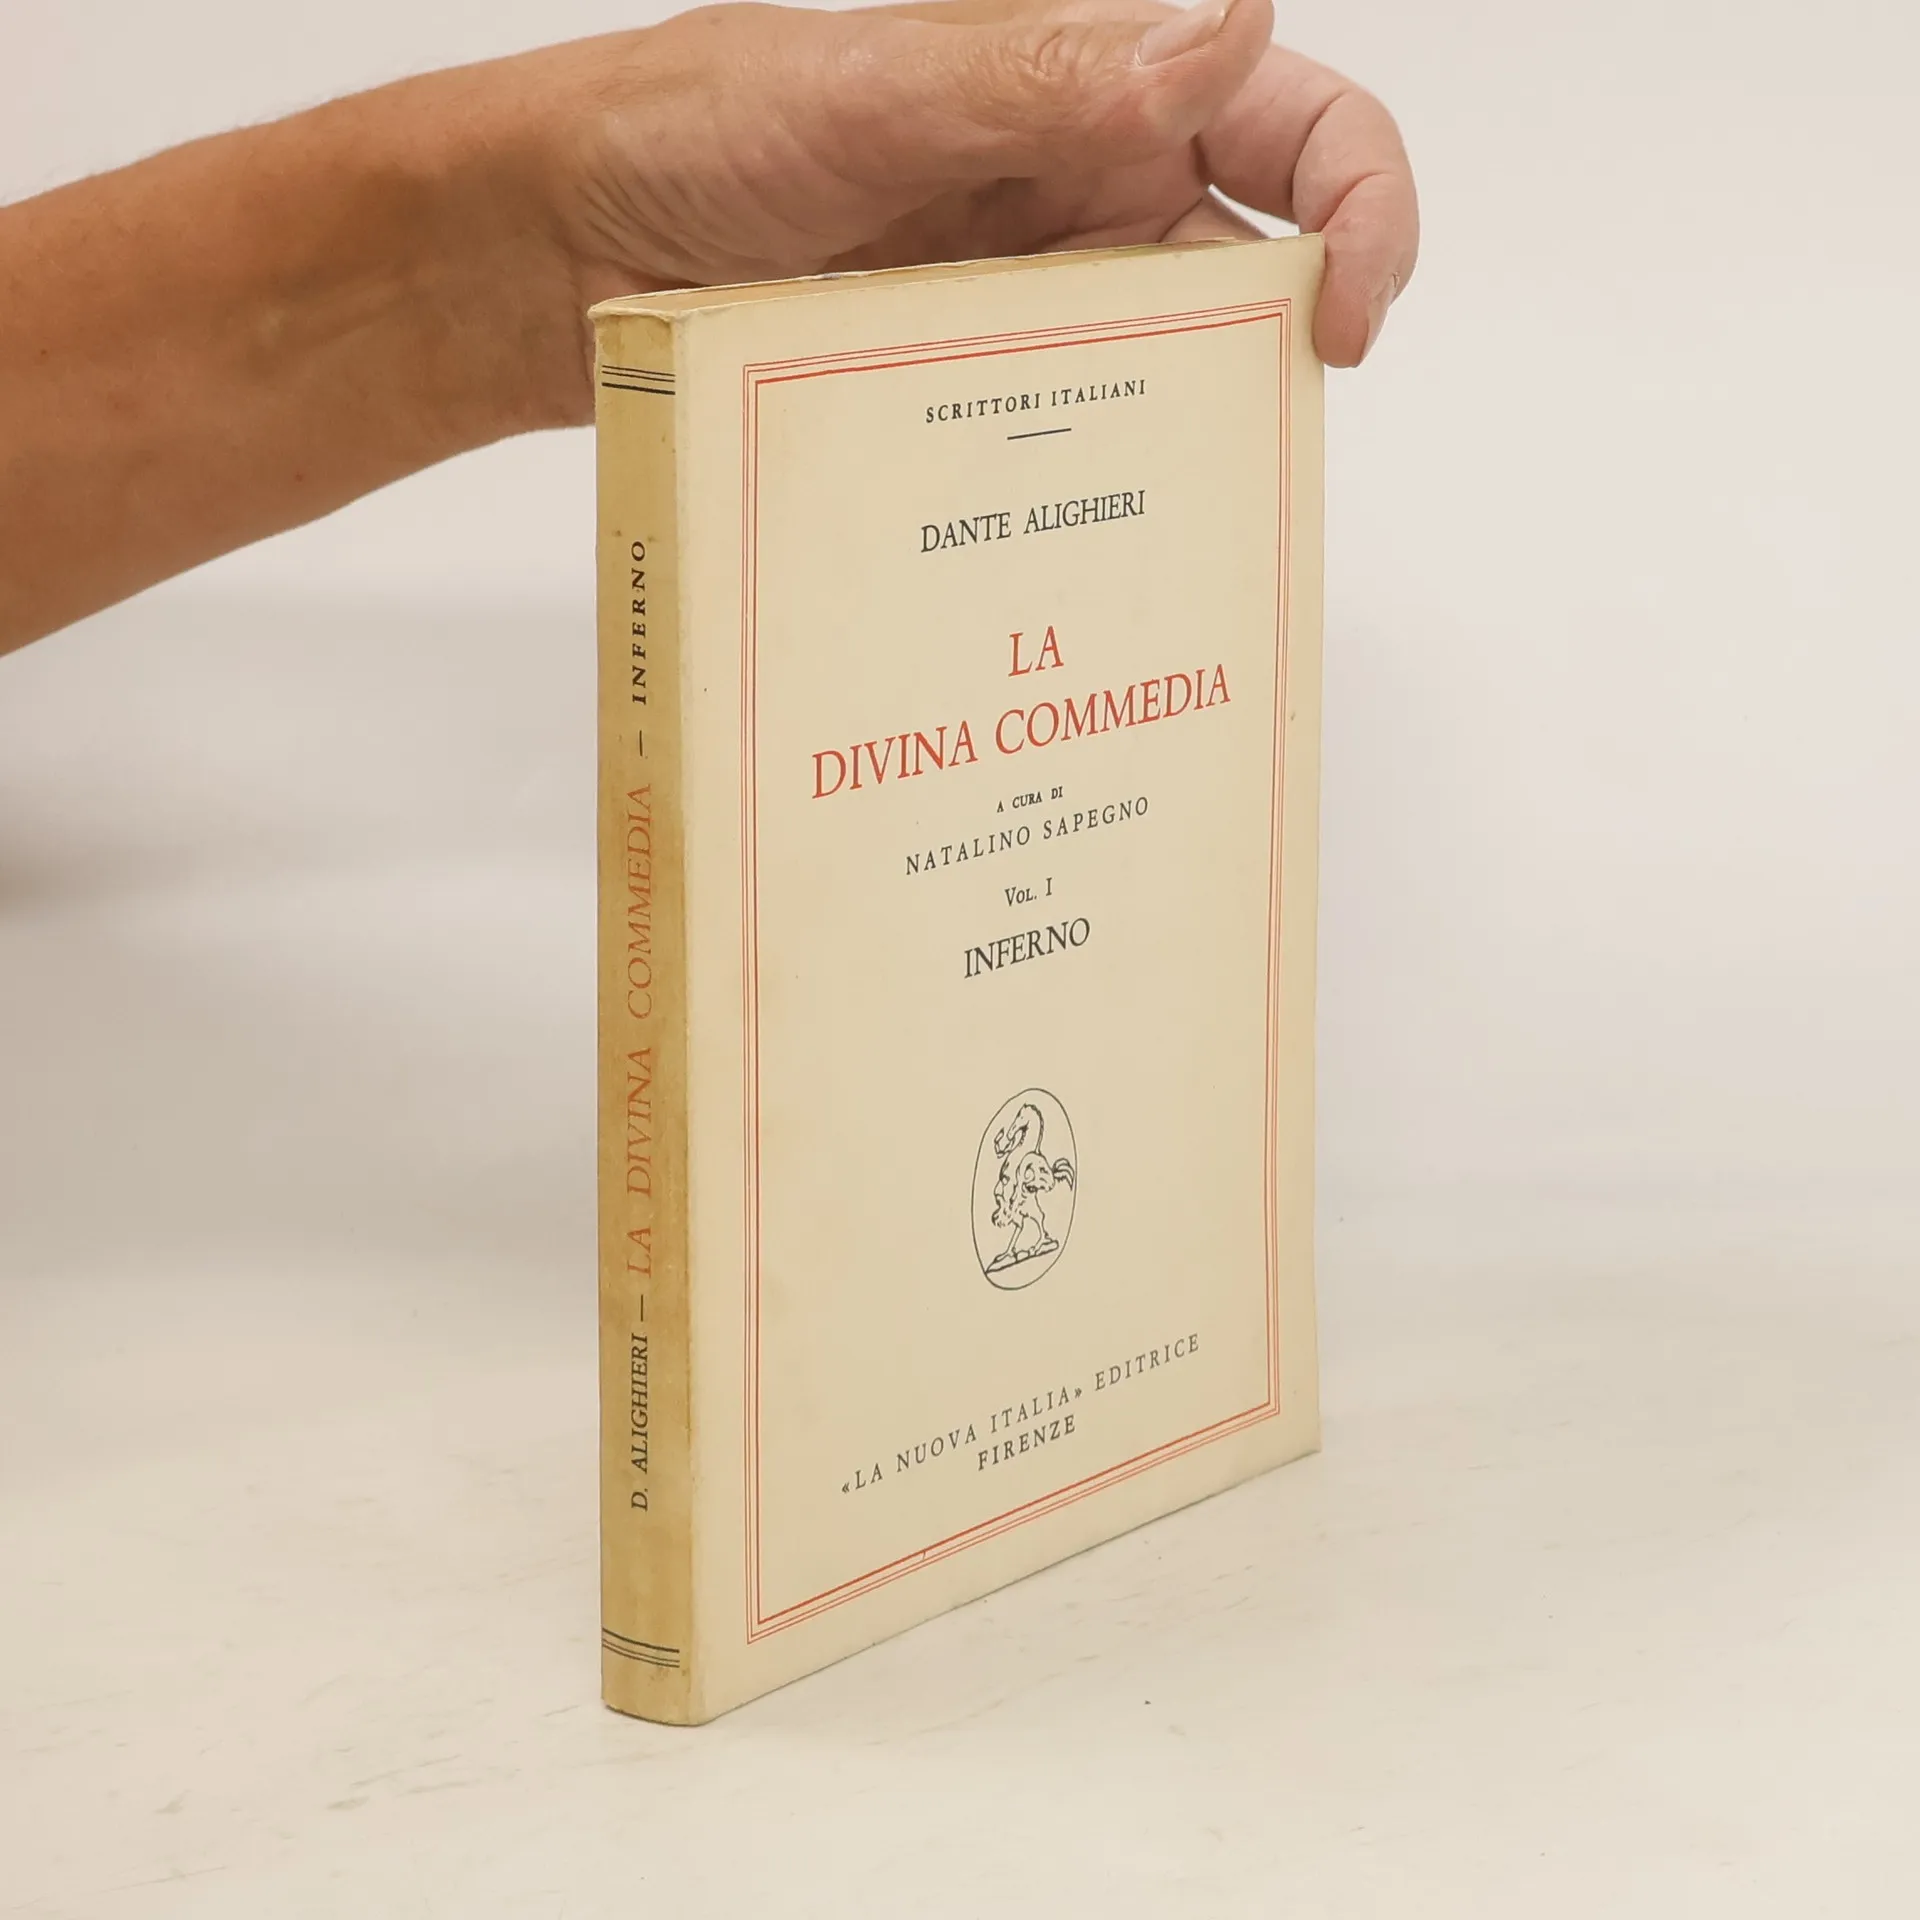 SCRITTORI ITALIANI
DANTE ALIGHIERI
LA
DIVINA COMMEDIA
A CURA DI
NATALINO SAPEGNO
VOL. I
INFERNO
«LA NUOVA ITALIA» EDITRICE
FIRENZE
D. ALIGHIERI — LA DIVINA COMMEDIA — INFERNO